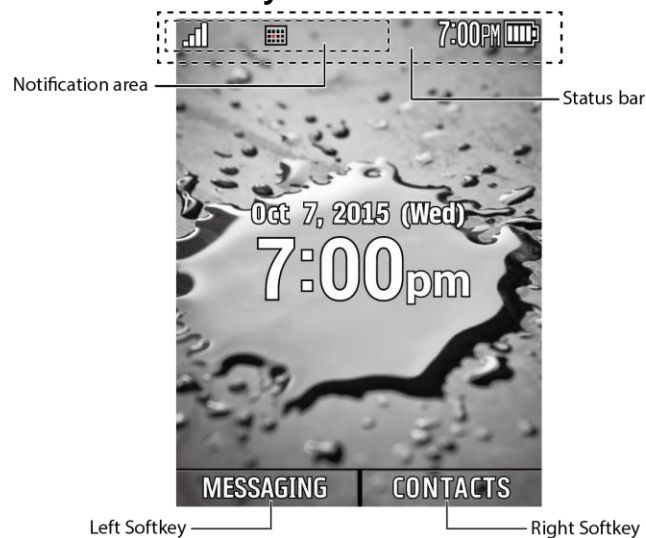 7:00PM
Notification area
Status bar
Oct 7, 2015 (Wed)
7:00pm
MESSAGING
CONTACTS
Left Softkey
Right Softkey